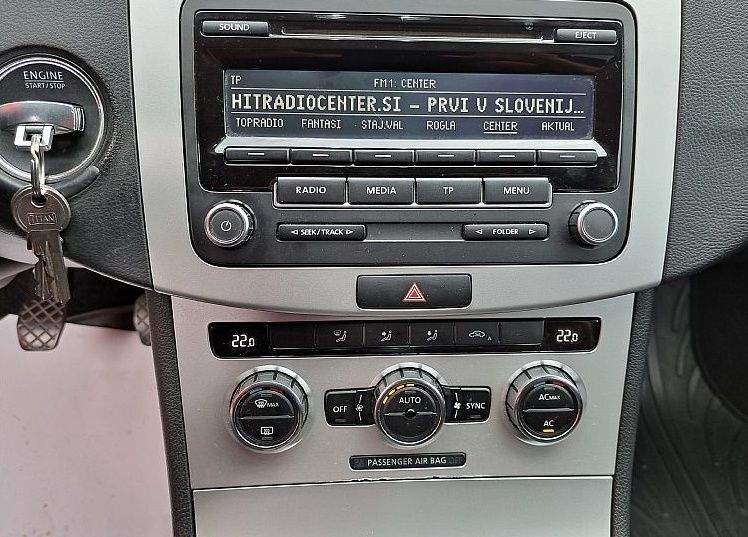 SOUND
EJECT
ENGINE
START/STOP
TP FM1: CENTER
HITRADIOCENTER.SI – PRVI V SLOVENIJ...
TOPRADIO FANTASI STAJ.VAL ROGLA CENTER AKTUAL
RADIO MEDIA TP MENU
SEEK/TRACK FOLDER
TITAN
22.0 22.0
A
MAX OFF AUTO SYNC AC MAX
AC
PASSENGER AIR BAG OFF